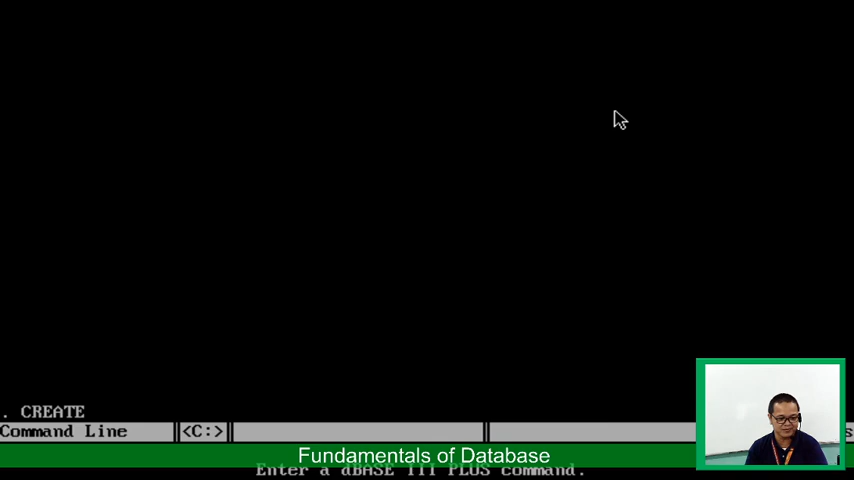 . CREATE
Command Line <C:>
Fundamentals of Database
Enter a dBASE III PLUS command.